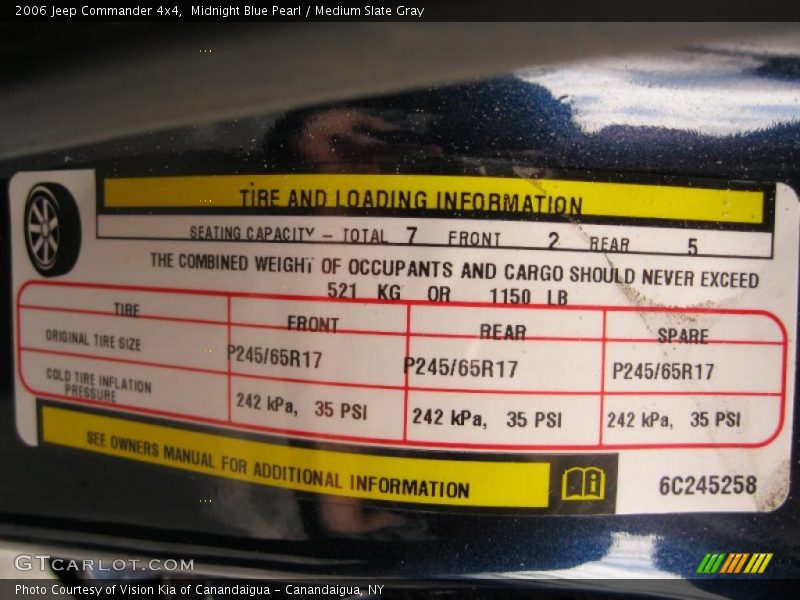 2006 Jeep Commander 4x4,  Midnight Blue Pearl / Medium Slate Gray
TIRE AND LOADING INFORMATION
SEATING CAPACITY – TOTAL 7 FRONT 2 REAR 5
THE COMBINED WEIGHT OF OCCUPANTS AND CARGO SHOULD NEVER EXCEED
521 KG OR 1150 LB
TIRE FRONT REAR SPARE
ORIGINAL TIRE SIZE P245/65R17 P245/65R17 P245/65R17
COLD TIRE INFLATION
PRESSURE 242 kPa, 35 PSI 242 kPa, 35 PSI 242 kPa, 35 PSI
SEE OWNERS MANUAL FOR ADDITIONAL INFORMATION
6C245258
GTCARLOT.COM
Photo Courtesy of Vision Kia of Canandaigua – Canandaigua, NY